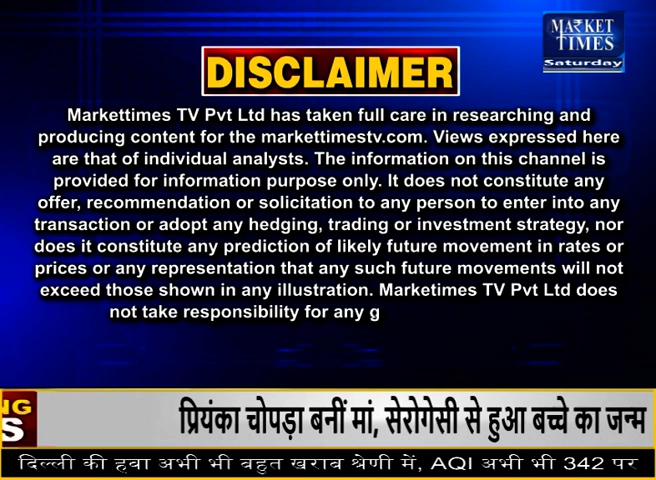 MARKET
TIMES
Saturday
DISCLAIMER
Markettimes TV Pvt Ltd has taken full care in researching and
producing content for the markettimestv.com. Views expressed here
are that of individual analysts. The information on this channel is
provided for information purpose only. It does not constitute any
offer, recommendation or solicitation to any person to enter into any
transaction or adopt any hedging, trading or investment strategy, nor
does it constitute any prediction of likely future movement in rates or
prices or any representation that any such future movements will not
exceed those shown in any illustration. Marketimes TV Pvt Ltd does
not take responsibility for any g
NG
S
प्रियंका चोपड़ा बनीं मां, सेरोगेसी से हुआ बच्चे का जन्म
दिल्ली की हवा अभी भी बहुत खराब श्रेणी में, AQI अभी भी 342 पर